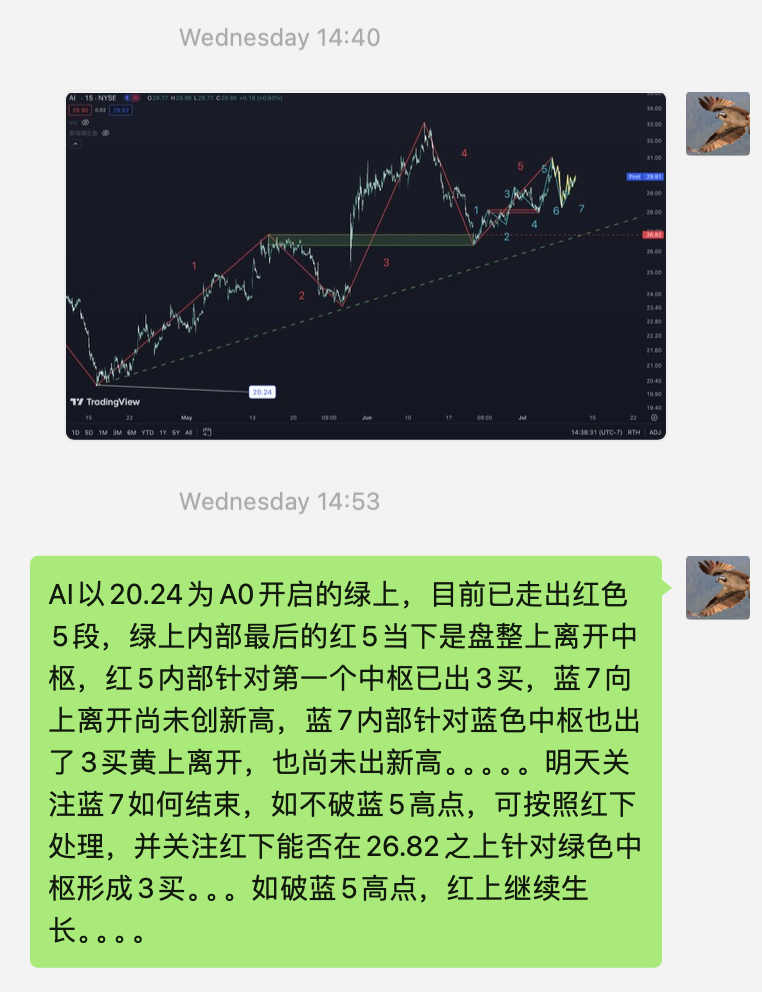 Wednesday 14:40
AI · 15 · NYSE O29.77 H29.96 L29.77 C29.95 +0.18 (+0.60%)
29.90 0.02 29.92
Vol
34.00
33.00
32.00
31.00
Post 29.91
29.00
28.00
26.82
26.00
25.00
24.00
23.40
22.80
22.20
21.60
21.00
20.40
19.90
19.40
1
2
3
4
5
1
2
3
4
5
6
7
20.24
TradingView
15 22 May 13 20 09:00 Jun 10 17 09:00 Jul 15 22
1D 5D 1M 3M 6M YTD 1Y 5Y All 14:38:31 (UTC-7) RTH ADJ
Wednesday 14:53
AI以20.24为A0开启的绿上，目前已走出红色
5段，绿上内部最后的红5当下是盘整上离开中
枢，红5内部针对第一个中枢已出3买，蓝7向
上离开尚未创新高，蓝7内部针对蓝色中枢也出
了3买黄上离开，也尚未出新高。。。。。明天关
注蓝7如何结束，如不破蓝5高点，可按照红下
处理，并关注红下能否在26.82之上针对绿色中
枢形成3买。。。如破蓝5高点，红上继续生
长。。。。